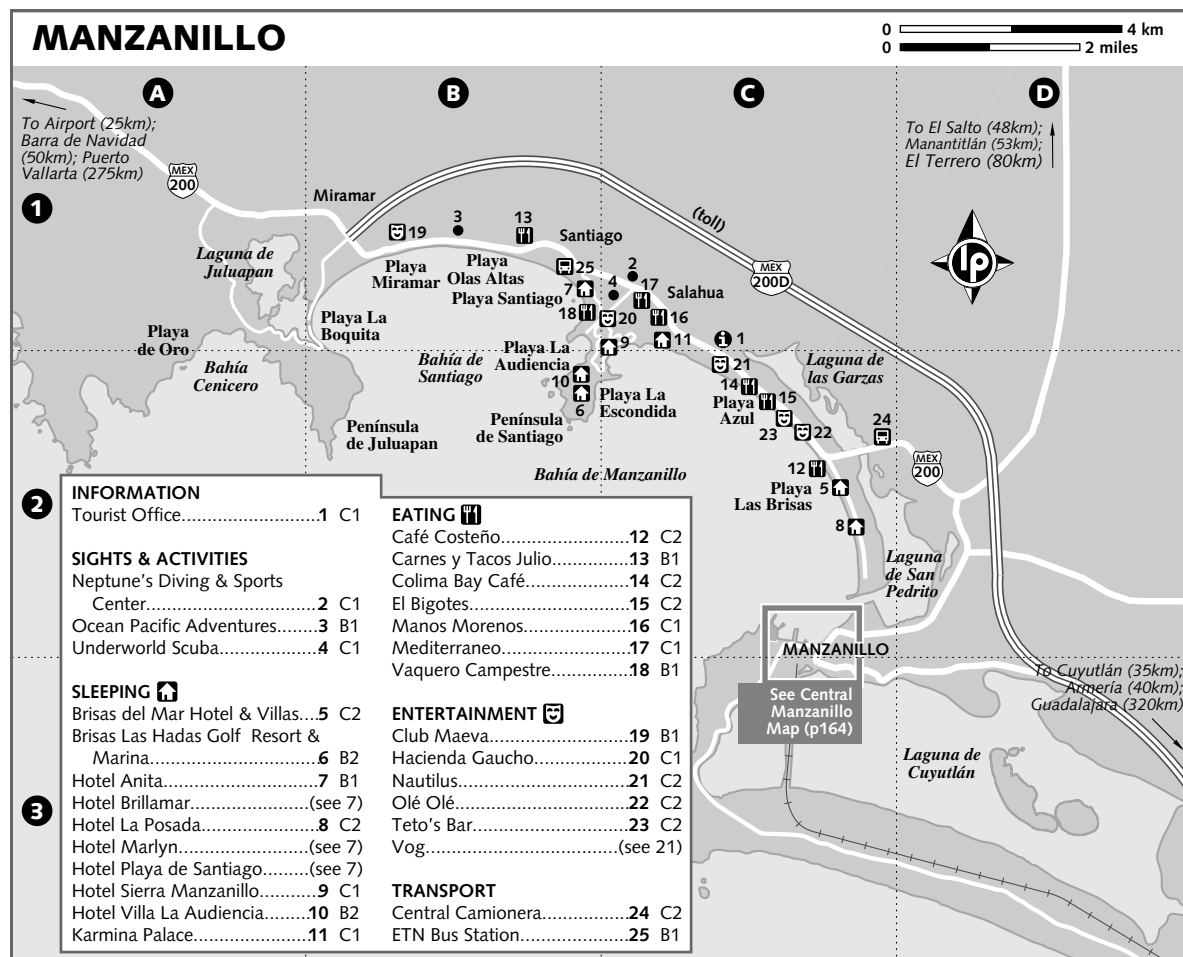 MANZANILLO
0 4 km
0 2 miles
A B C D
To Airport (25km);
Barra de Navidad
(50km); Puerto
Vallarta (275km)
MEX
200
To El Salto (48km);
Manantitlán (53km);
El Terrero (80km)
1
Miramar
(toll)
MEX
200D
lp
19
3
13
Santiago
25
2
4
17
Salahua
7
18
20
16
9
11
1
Laguna de
Juluapan
Playa
Miramar
Playa
Olas Altas
Playa Santiago
Playa La
Boquita
Playa
de Oro
Bahía
Cenicero
Bahía de
Santiago
Playa La
Audiencia
10
6
Playa La
Escondida
Península
de Santiago
Península
de Juluapan
21
Laguna de
las Garzas
14
15
Playa
Azul
23
22
24
MEX
200
Bahía de Manzanillo
12
Playa
Las Brisas
5
8
Laguna
de San
Pedrito
2
MANZANILLO
See Central
Manzanillo
Map (p164)
To Cuyutlán (35km);
Armería (40km);
Guadalajara (320km)
Laguna de
Cuyutlán
3
INFORMATION
Tourist Office............................1 C1
SIGHTS & ACTIVITIES
Neptune's Diving & Sports
Center...................................2 C1
Ocean Pacific Adventures........3 B1
Underworld Scuba...................4 C1
SLEEPING
Brisas del Mar Hotel & Villas....5 C2
Brisas Las Hadas Golf Resort &
Marina..................................6 B2
Hotel Anita..............................7 B1
Hotel Brillamar...................(see 7)
Hotel La Posada......................8 C2
Hotel Marlyn......................(see 7)
Hotel Playa de Santiago........(see 7)
Hotel Sierra Manzanillo...........9 C1
Hotel Villa La Audiencia.........10 B2
Karmina Palace.......................11 C1
EATING
Café Costeño..........................12 C2
Carnes y Tacos Julio...............13 B1
Colima Bay Café.....................14 C2
El Bigotes................................15 C2
Manos Morenos......................16 C1
Mediterraneo..........................17 C1
Vaquero Campestre................18 B1
ENTERTAINMENT
Club Maeva............................19 B1
Hacienda Gaucho...................20 C1
Nautilus..................................21 C2
Olé Olé...................................22 C2
Teto's Bar...............................23 C2
Vog....................................(see 21)
TRANSPORT
Central Camionera..................24 C2
ETN Bus Station......................25 B1